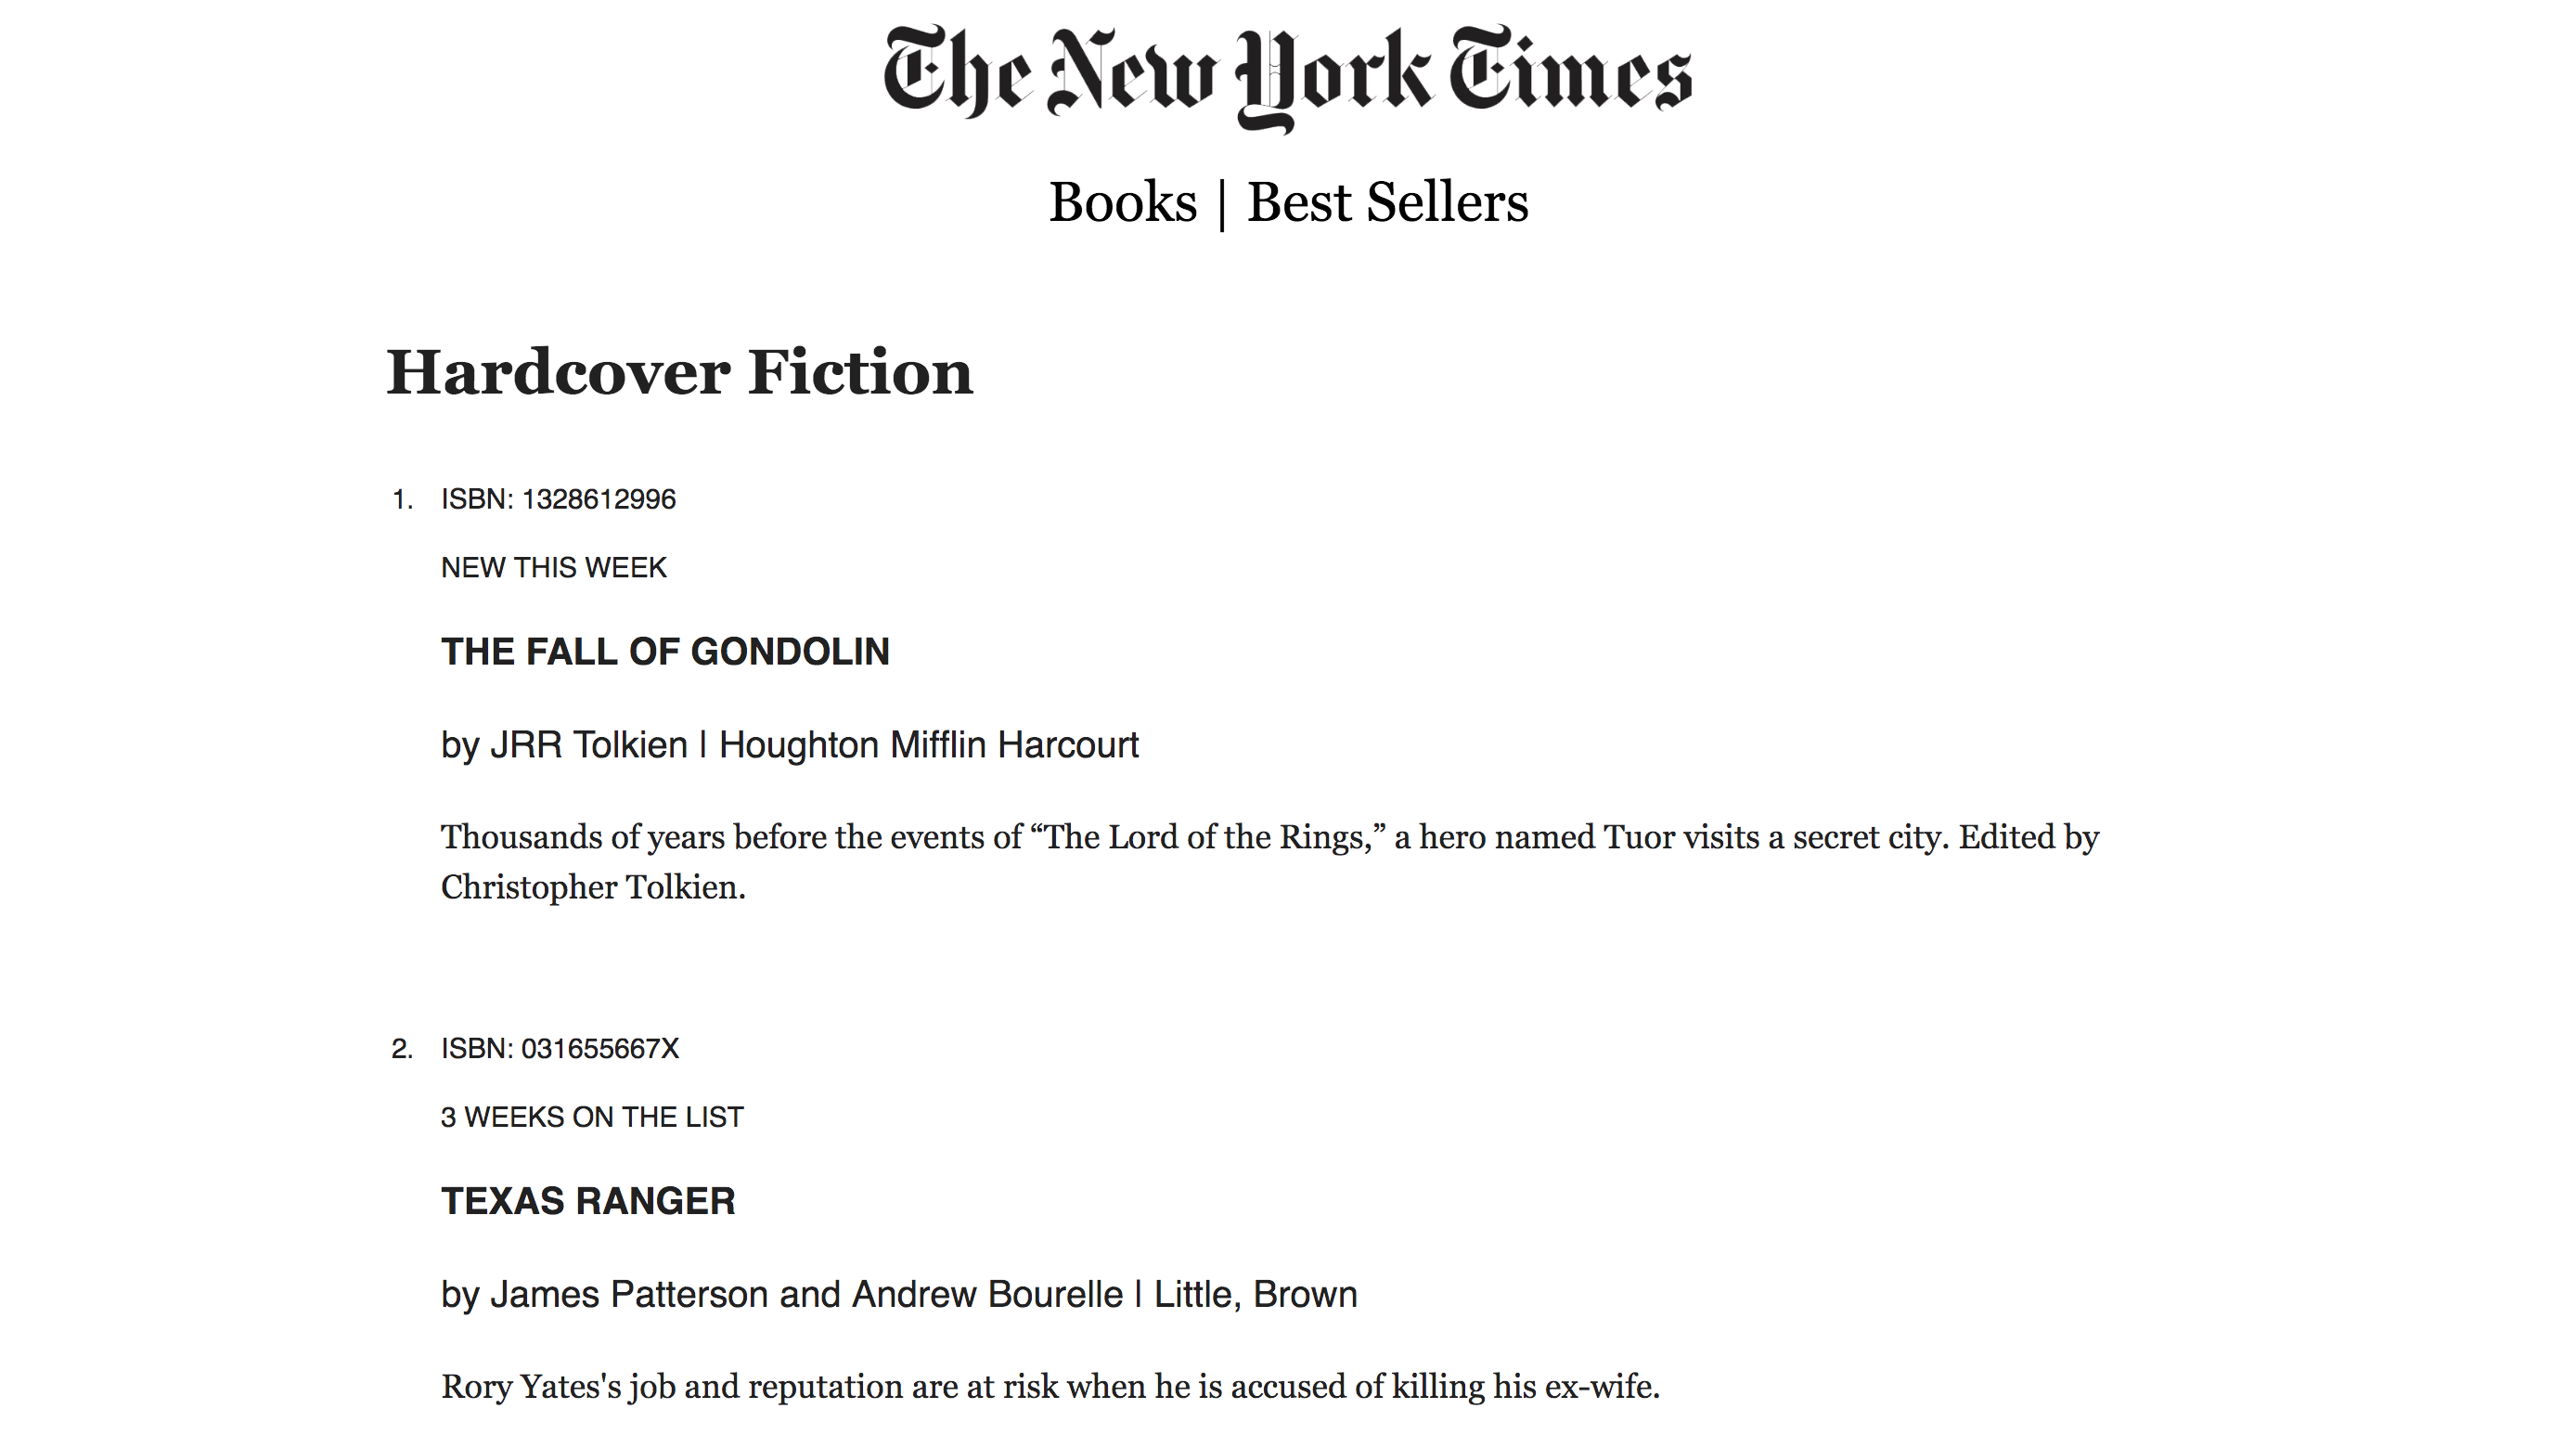 The New York Times
Books | Best Sellers
Hardcover Fiction
1. ISBN: 1328612996
NEW THIS WEEK
THE FALL OF GONDOLIN
by JRR Tolkien | Houghton Mifflin Harcourt
Thousands of years before the events of “The Lord of the Rings,” a hero named Tuor visits a secret city. Edited by
Christopher Tolkien.
2. ISBN: 031655667X
3 WEEKS ON THE LIST
TEXAS RANGER
by James Patterson and Andrew Bourelle | Little, Brown
Rory Yates's job and reputation are at risk when he is accused of killing his ex-wife.